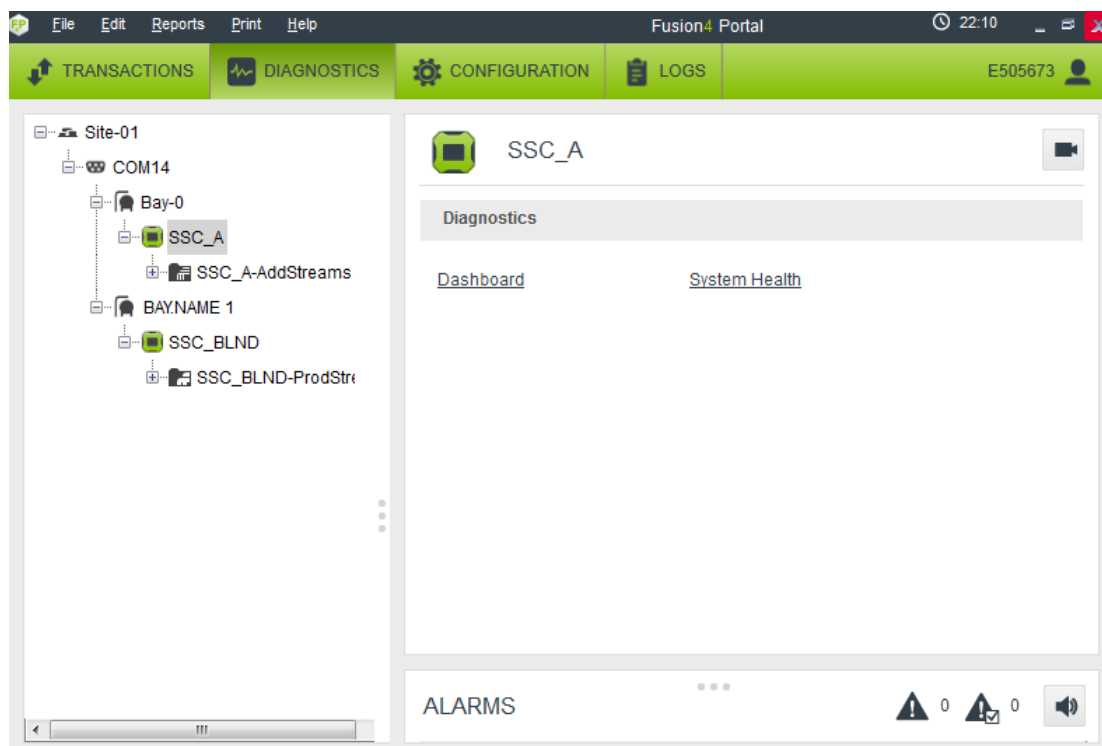 FP File Edit Reports Print Help Fusion4 Portal 22:10
TRANSACTIONS DIAGNOSTICS CONFIGURATION LOGS E505673
Site-01
COM14
Bay-0
SSC_A
SSC_A-AddStreams
BAY.NAME 1
SSC_BLND
SSC_BLND-ProdStre
SSC_A
Diagnostics
Dashboard System Health
ALARMS 0 0